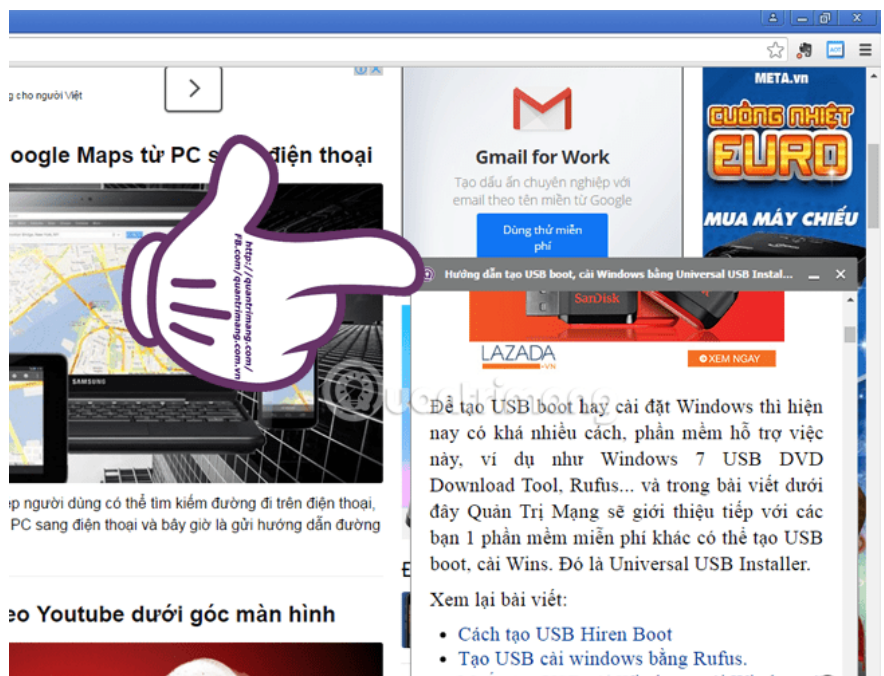 g cho người Việt
oogle Maps từ PC s điện thoại
SAMSUNG
ép người dùng có thể tìm kiếm đường đi trên điện thoại,
PC sang điện thoại và bây giờ là gửi hướng dẫn đường
eo Youtube dưới góc màn hình
http://quantrimang.com/
FB.com/quantrimang.com.vn
Gmail for Work
Tạo dấu ấn chuyên nghiệp với
email theo tên miền từ Google
Dùng thử miễn
phí
META.vn
CUỒNG NHIỆT
EURO
MUA MÁY CHIẾU
Hướng dẫn tạo USB boot, cài Windows bằng Universal USB Instal...
SanDisk
LAZADA
.VN
XEM NGAY
Quantrimang
Để tạo USB boot hay cài đặt Windows thì hiện
nay có khá nhiều cách, phần mềm hỗ trợ việc
này, ví dụ như Windows 7 USB DVD
Download Tool, Rufus... và trong bài viết dưới
đây Quản Trị Mạng sẽ giới thiệu tiếp với các
bạn 1 phần mềm miễn phí khác có thể tạo USB
boot, cài Wins. Đó là Universal USB Installer.
Xem lại bài viết:
• Cách tạo USB Hiren Boot
• Tạo USB cài windows bằng Rufus.